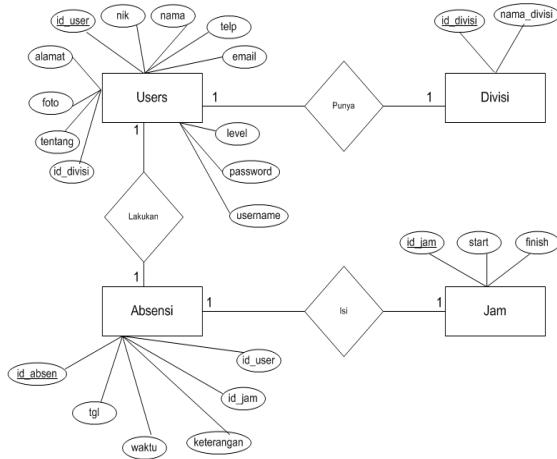 id_user
nik
nama
telp
email
alamat
foto
tentang
id_divisi
Users
level
password
username
1
Punya
1
id_divisi
nama_divisi
Divisi
1
Lakukan
1
Absensi
1
Isi
1
id_jam
start
finish
Jam
id_absen
tgl
waktu
keterangan
id_jam
id_user